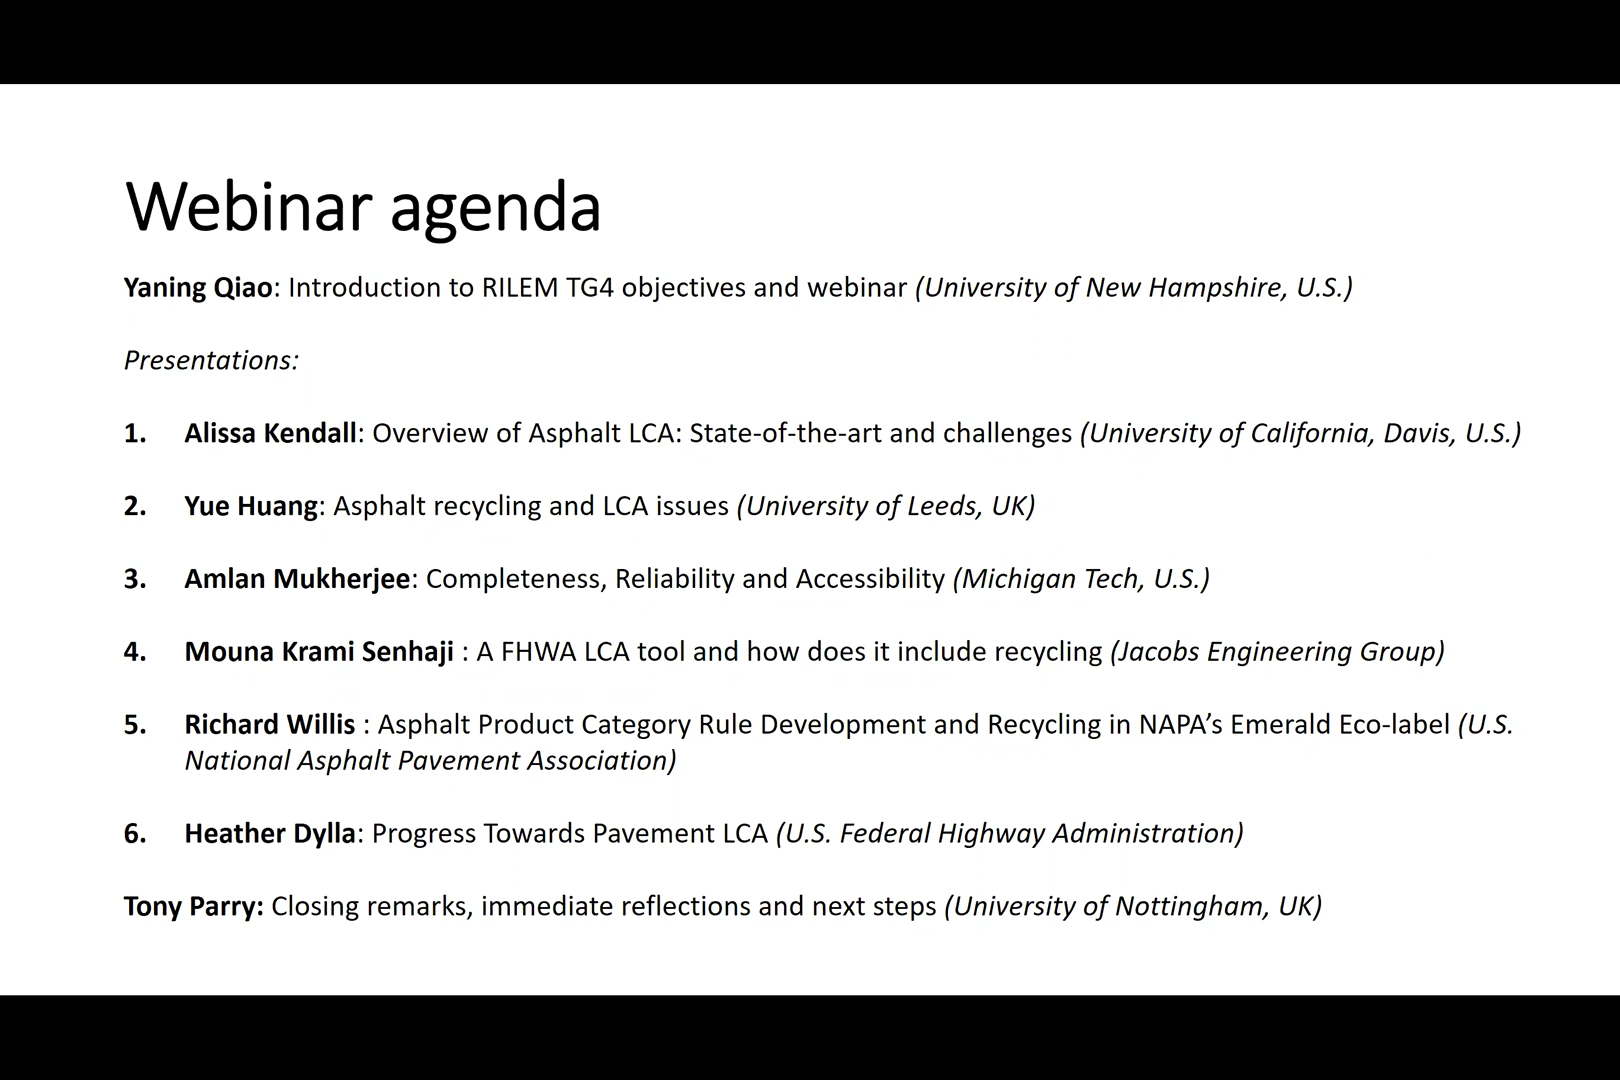 Webinar agenda
Yaning Qiao: Introduction to RILEM TG4 objectives and webinar (University of New Hampshire, U.S.)
Presentations:
1. Alissa Kendall: Overview of Asphalt LCA: State-of-the-art and challenges (University of California, Davis, U.S.)
2. Yue Huang: Asphalt recycling and LCA issues (University of Leeds, UK)
3. Amlan Mukherjee: Completeness, Reliability and Accessibility (Michigan Tech, U.S.)
4. Mouna Krami Senhaji : A FHWA LCA tool and how does it include recycling (Jacobs Engineering Group)
5. Richard Willis : Asphalt Product Category Rule Development and Recycling in NAPA’s Emerald Eco-label (U.S.
National Asphalt Pavement Association)
6. Heather Dylla: Progress Towards Pavement LCA (U.S. Federal Highway Administration)
Tony Parry: Closing remarks, immediate reflections and next steps (University of Nottingham, UK)